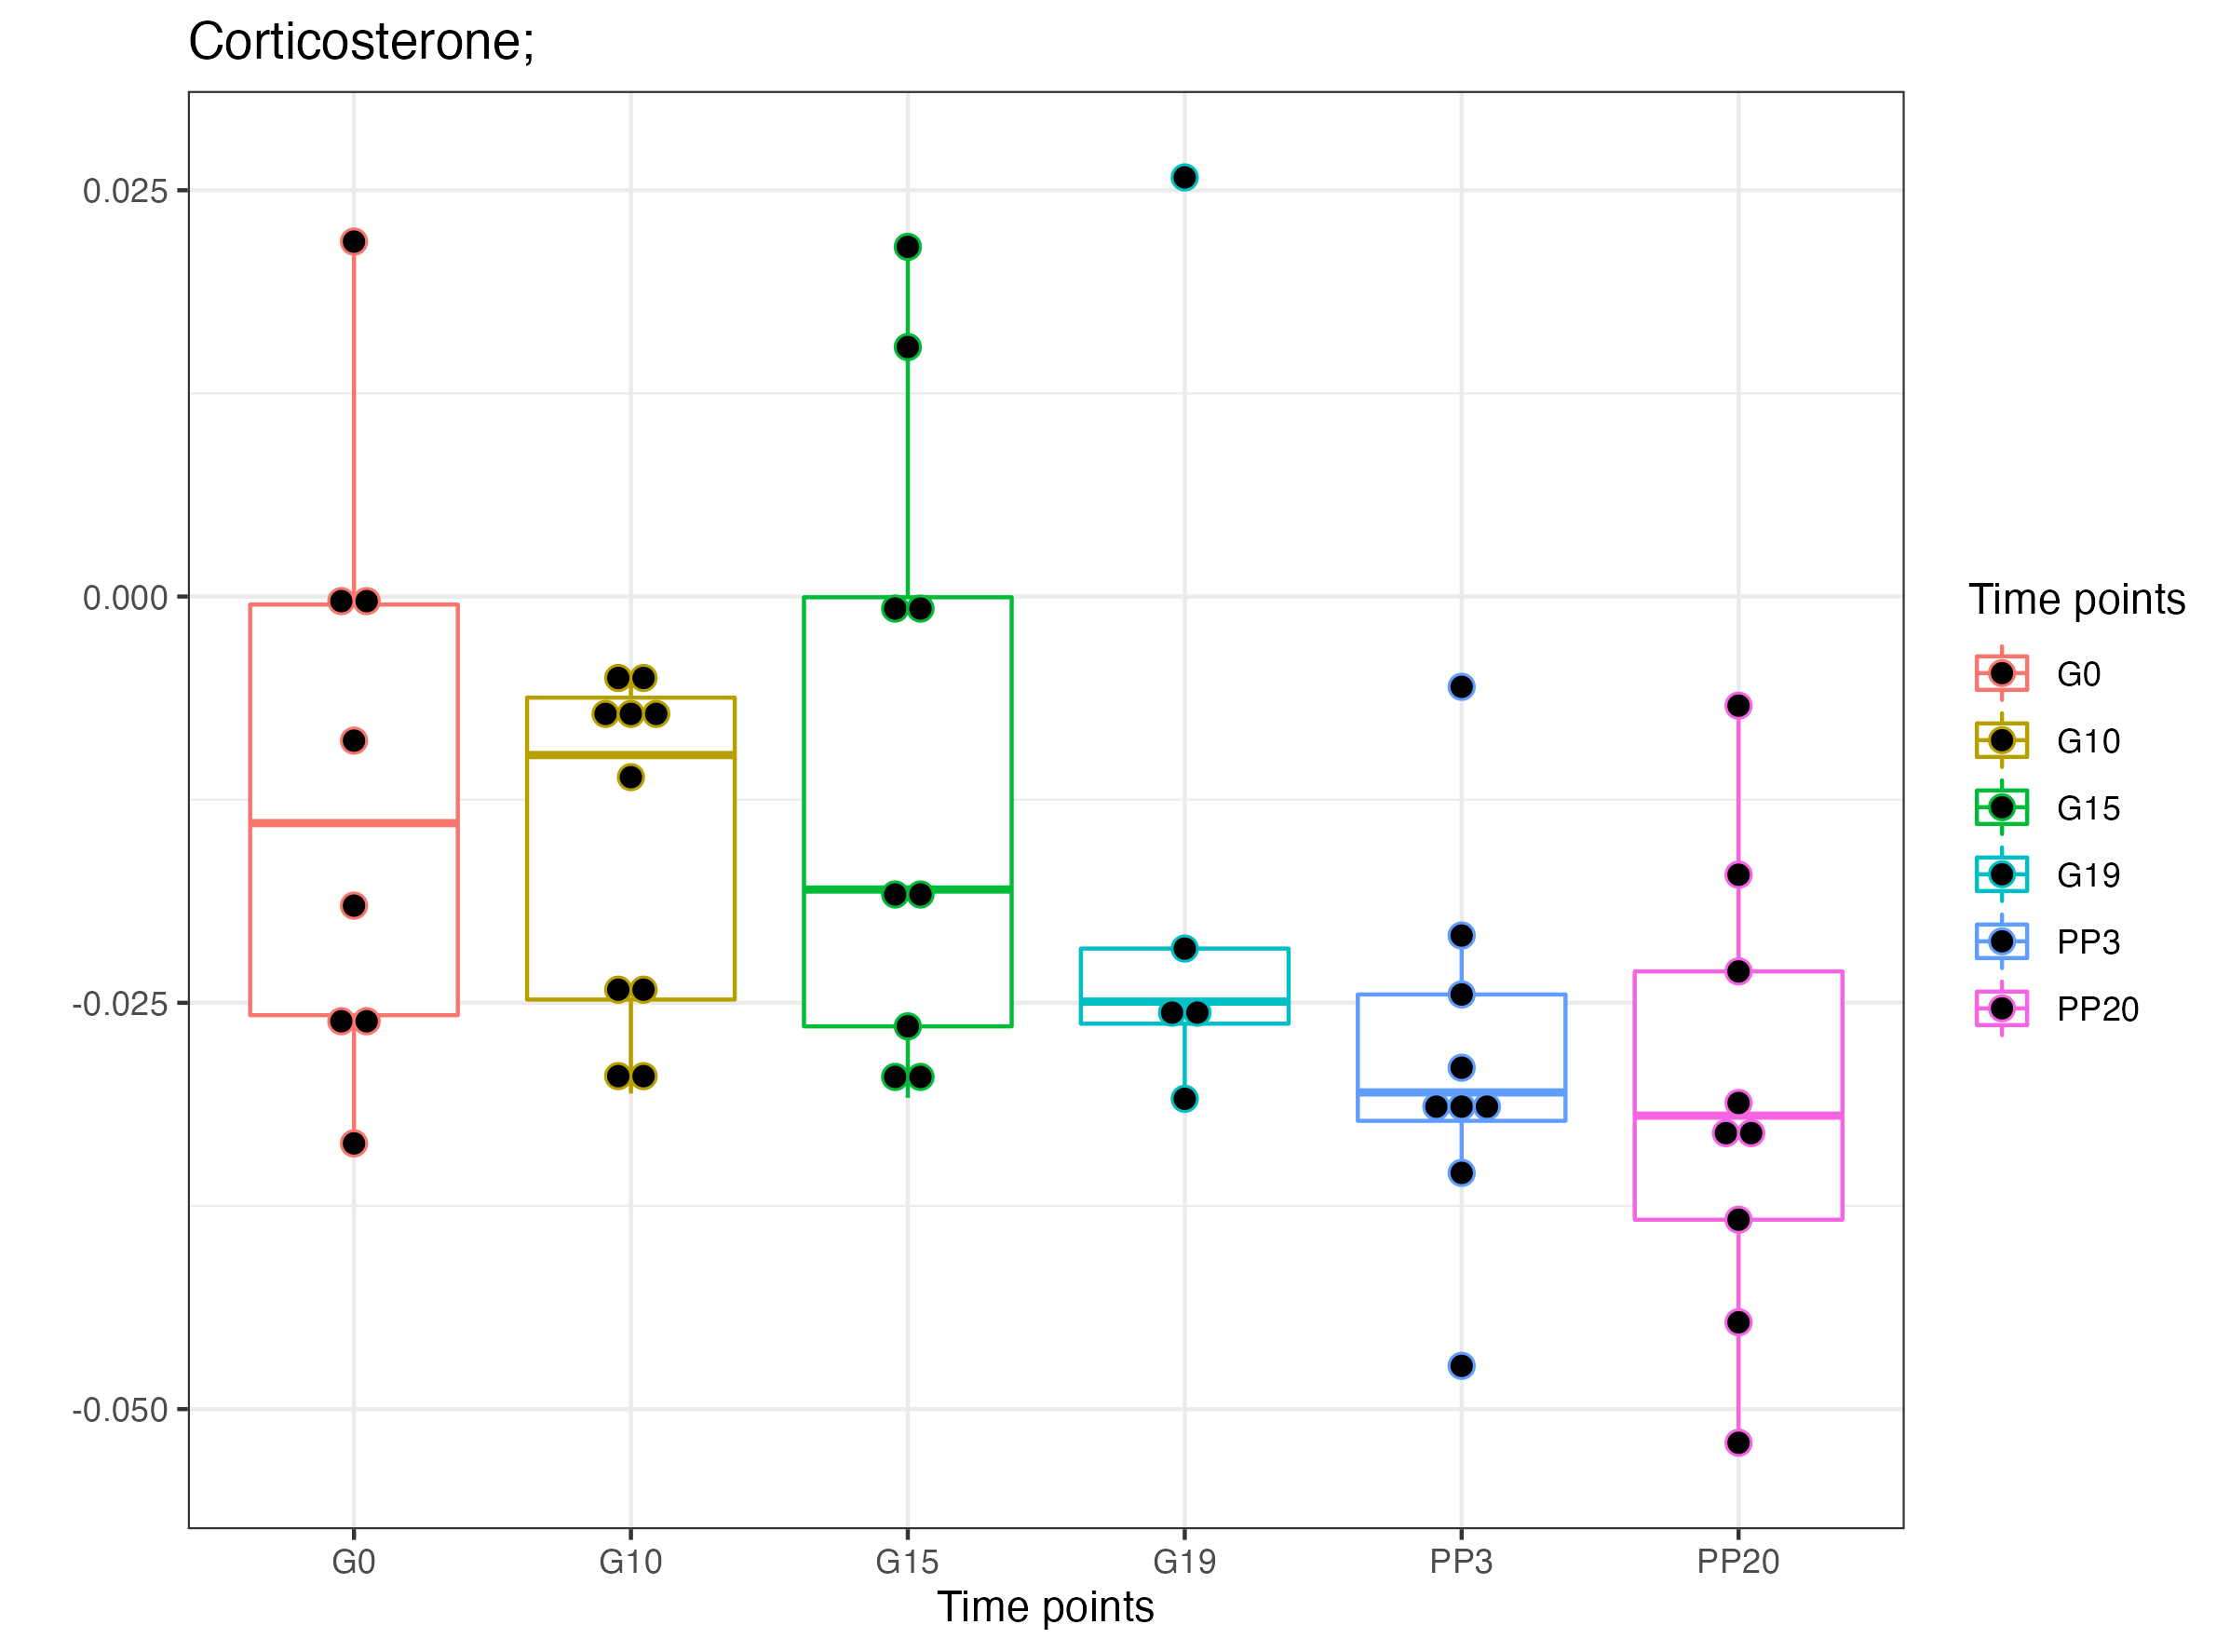 Corticosterone;
0.025
0.000
-0.025
-0.050
G0 G10 G15 G19 PP3 PP20
Time points
Time points
G0
G10
G15
G19
PP3
PP20